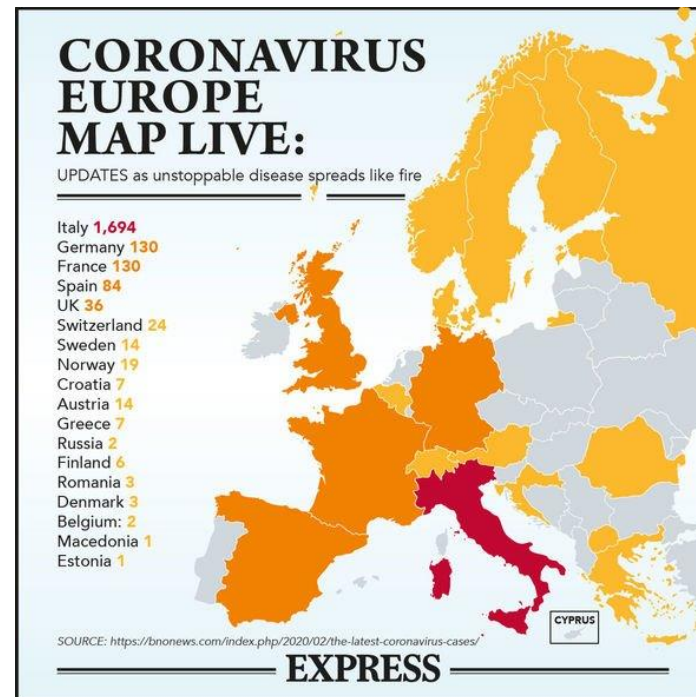 CORONAVIRUS
EUROPE
MAP LIVE:
UPDATES as unstoppable disease spreads like fire
Italy 1,694
Germany 130
France 130
Spain 84
UK 36
Switzerland 24
Sweden 14
Norway 19
Croatia 7
Austria 14
Greece 7
Russia 2
Finland 6
Romania 3
Denmark 3
Belgium: 2
Macedonia 1
Estonia 1
CYPRUS
SOURCE: https://bnonews.com/index.php/2020/02/the-latest-coronavirus-cases/
EXPRESS